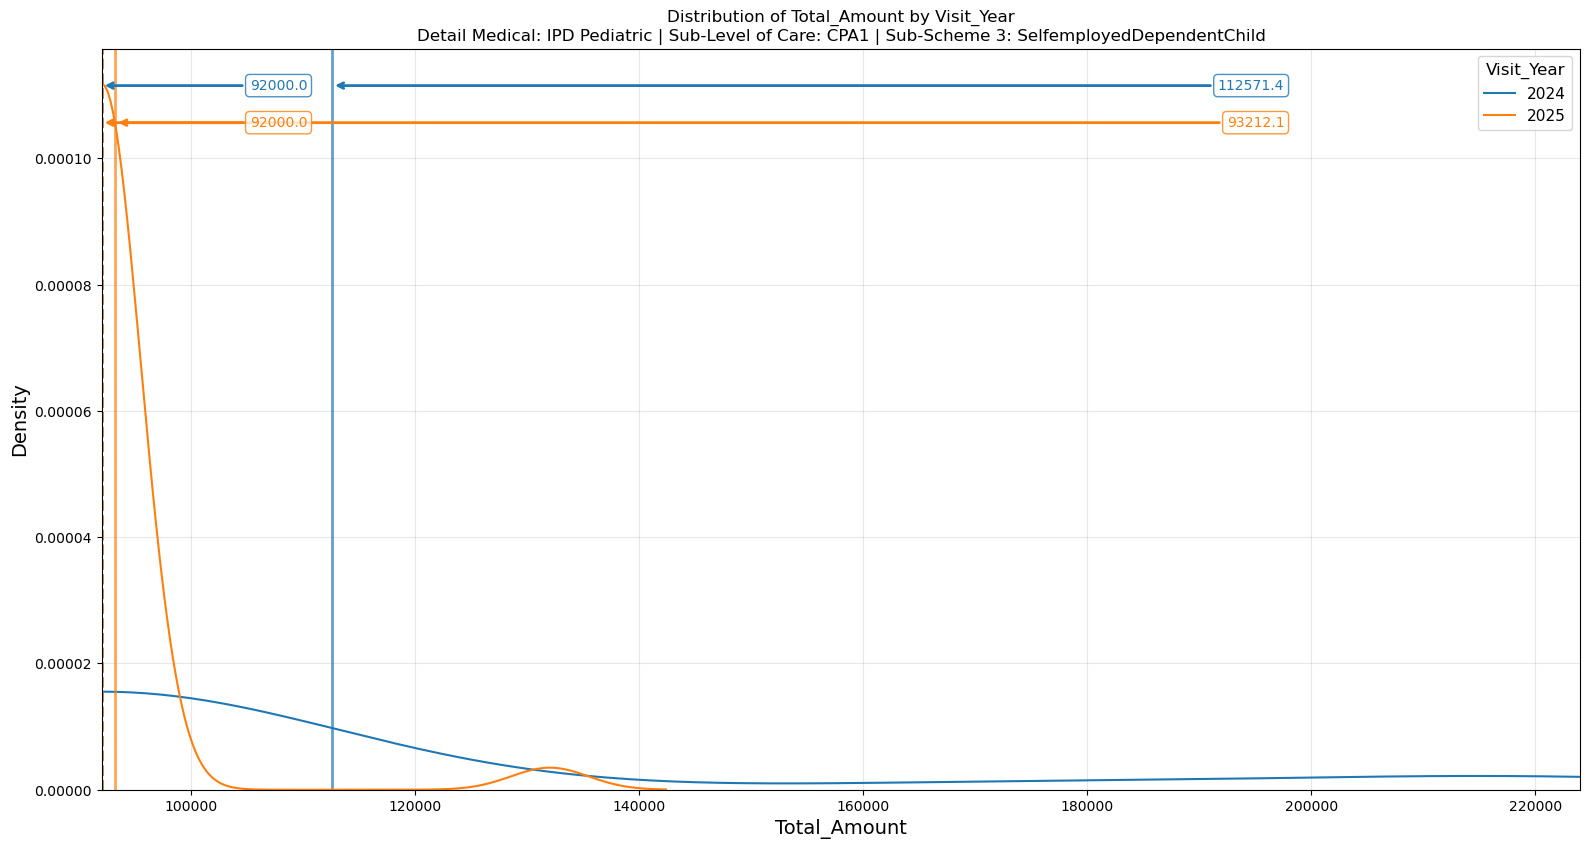 Distribution of Total_Amount by Visit_Year
Detail Medical: IPD Pediatric | Sub-Level of Care: CPA1 | Sub-Scheme 3: SelfemployedDependentChild
92000.0
112571.4
92000.0
93212.1
Visit_Year
2024
2025
0.00010
0.00008
0.00006
0.00004
0.00002
0.00000
Density
100000 120000 140000 160000 180000 200000 220000
Total_Amount